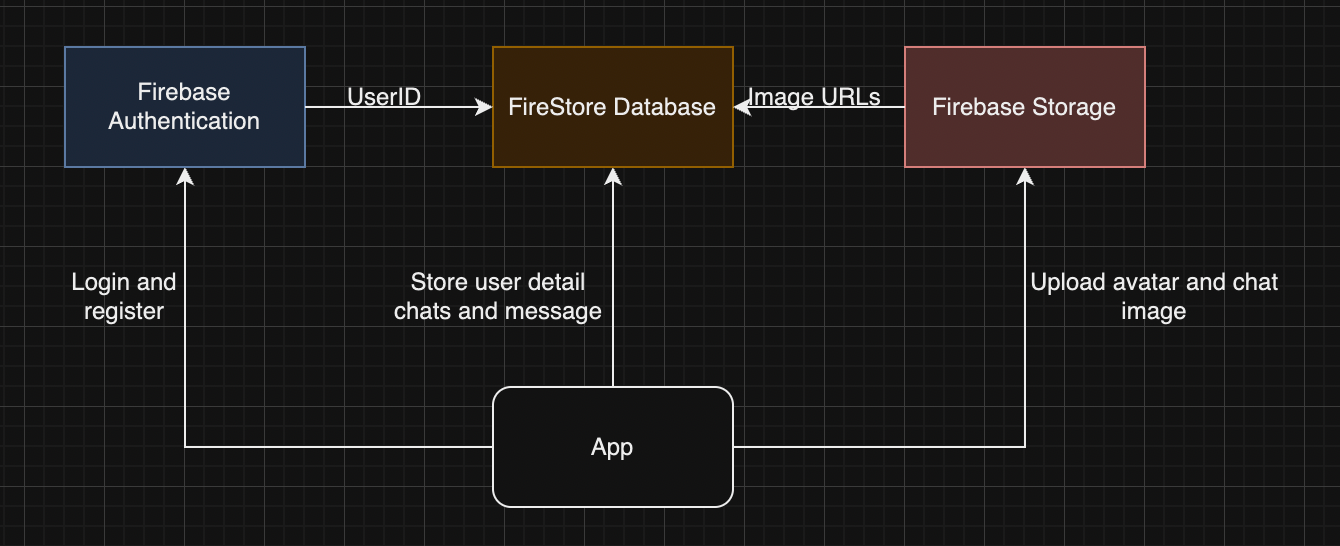 Firebase
Authentication
UserID
FireStore Database
Image URLs
Firebase Storage
Login and
register
Store user detail
chats and message
Upload avatar and chat
image
App